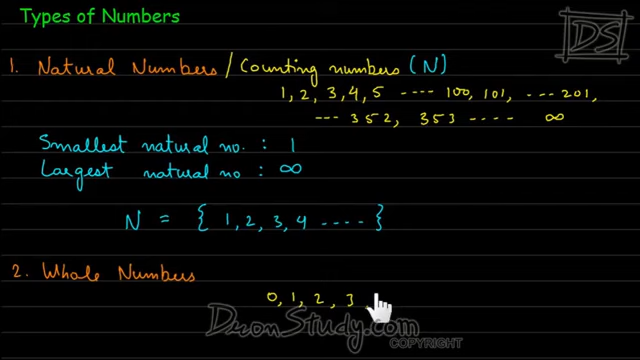 Types of Numbers
DS
1. Natural Numbers / Counting numbers (N)
1, 2, 3, 4, 5 ---- 100, 101, --- 201,
--- 352, 353 ---- ∞
Smallest natural no. : 1
Largest natural no : ∞
N = { 1, 2, 3, 4 ---- }
2. Whole Numbers
0, 1, 2, 3
DronStudy.com
COPYRIGHT